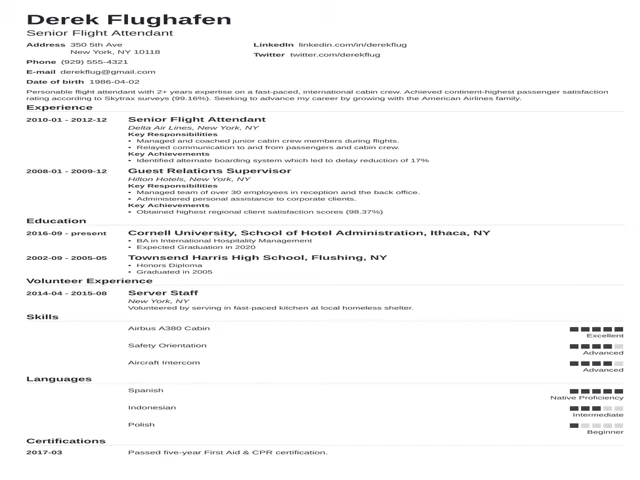 Derek Flughafen
Senior Flight Attendant
Address 350 5th Ave
New York, NY 10118
Phone (929) 555-4321
E-mail derekflug@gmail.com
Date of birth 1986-04-02
LinkedIn linkedin.com/in/derekflug
Twitter twitter.com/derekflug
Personable flight attendant with 2+ years expertise on a fast-paced, international cabin crew. Achieved continent-highest passenger satisfaction
rating according to Skytrax surveys (99.16%). Seeking to advance my career by growing with the American Airlines family.
Experience
2010-01 - 2012-12 Senior Flight Attendant
Delta Air Lines, New York, NY
Key Responsibilities
• Managed and coached junior cabin crew members during flights.
• Relayed communication to and from passengers and cabin crew.
Key Achievements
• Identified alternate boarding system which led to delay reduction of 17%
2008-01 - 2009-12 Guest Relations Supervisor
Hilton Hotels, New York, NY
Key Responsibilities
• Managed team of over 30 employees in reception and the back office.
• Administered personal assistance to corporate clients.
Key Achievements
• Obtained highest regional client satisfaction scores (98.37%)
Education
2016-09 - present Cornell University, School of Hotel Administration, Ithaca, NY
• BA in International Hospitality Management
• Expected Graduation in 2020
2002-09 - 2005-05 Townsend Harris High School, Flushing, NY
• Honors Diploma
• Graduated in 2005
Volunteer Experience
2014-04 - 2015-08 Server Staff
New York, NY
Volunteered by serving in fast-paced kitchen at local homeless shelter.
Skills
Airbus A380 Cabin
Excellent
Safety Orientation
Advanced
Aircraft Intercom
Advanced
Languages
Spanish
Native Proficiency
Indonesian
Intermediate
Polish
Beginner
Certifications
2017-03 Passed five-year First Aid & CPR certification.